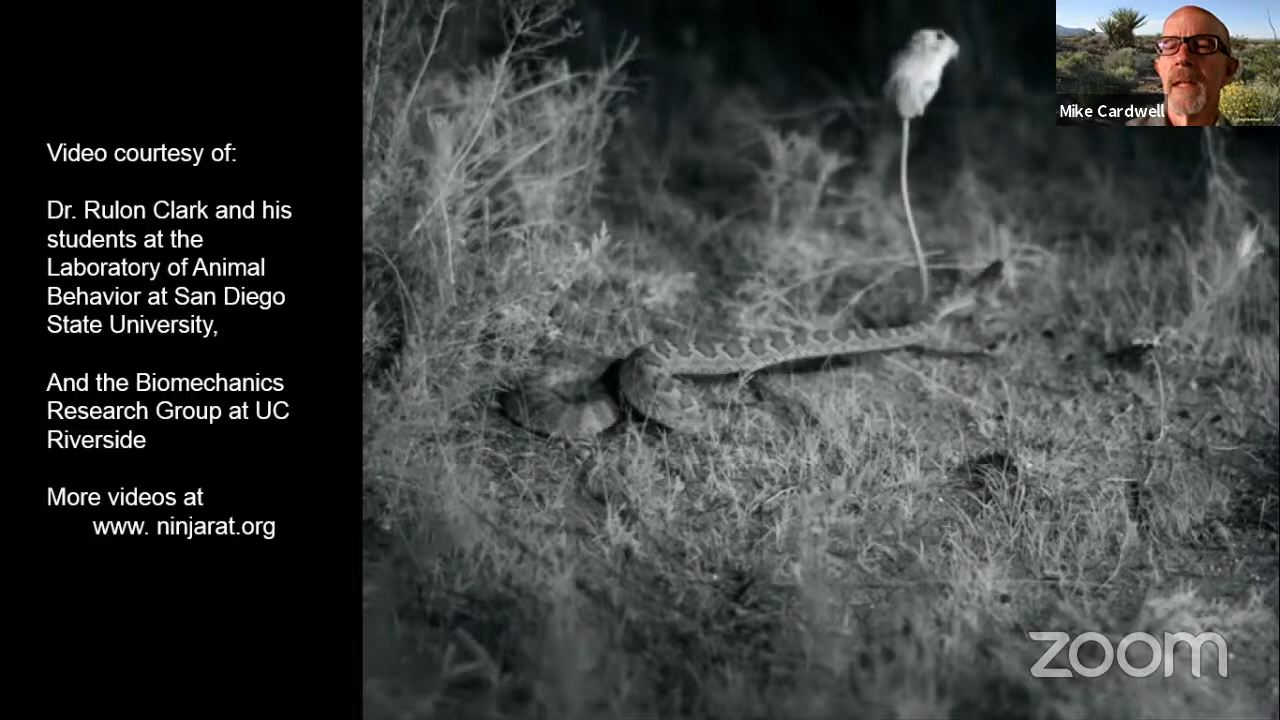 Video courtesy of:
Dr. Rulon Clark and his
students at the
Laboratory of Animal
Behavior at San Diego
State University,
And the Biomechanics
Research Group at UC
Riverside
More videos at
www. ninjarat.org
Mike Cardwell
zoom